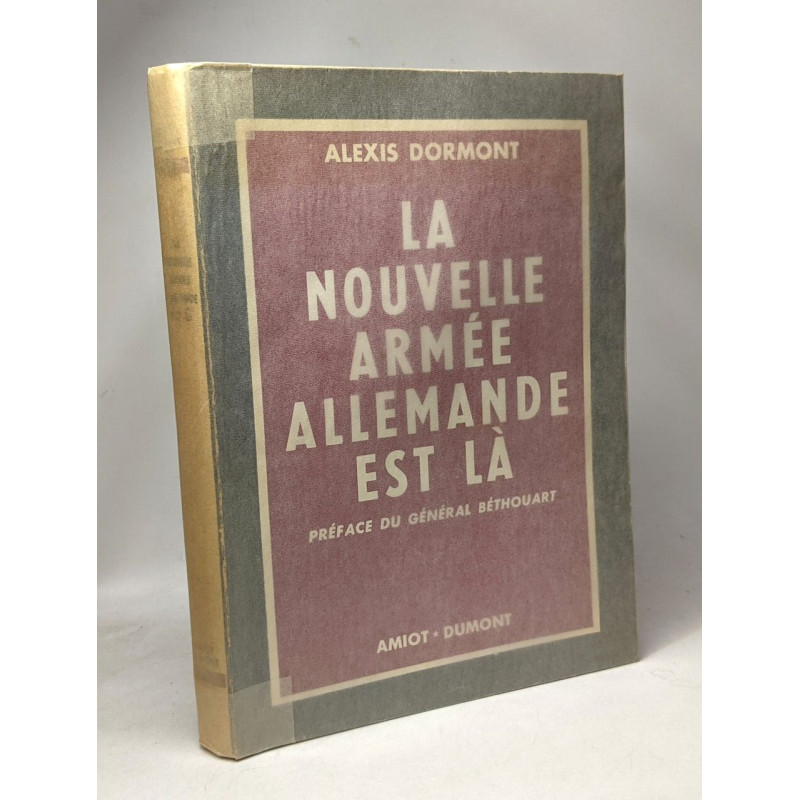 ALEXIS DORMONT
LA
NOUVELLE
ARMÉE
ALLEMANDE
EST LÀ
PRÉFACE DU GÉNÉRAL BÉTHOUART
AMIOT ★ DUMONT